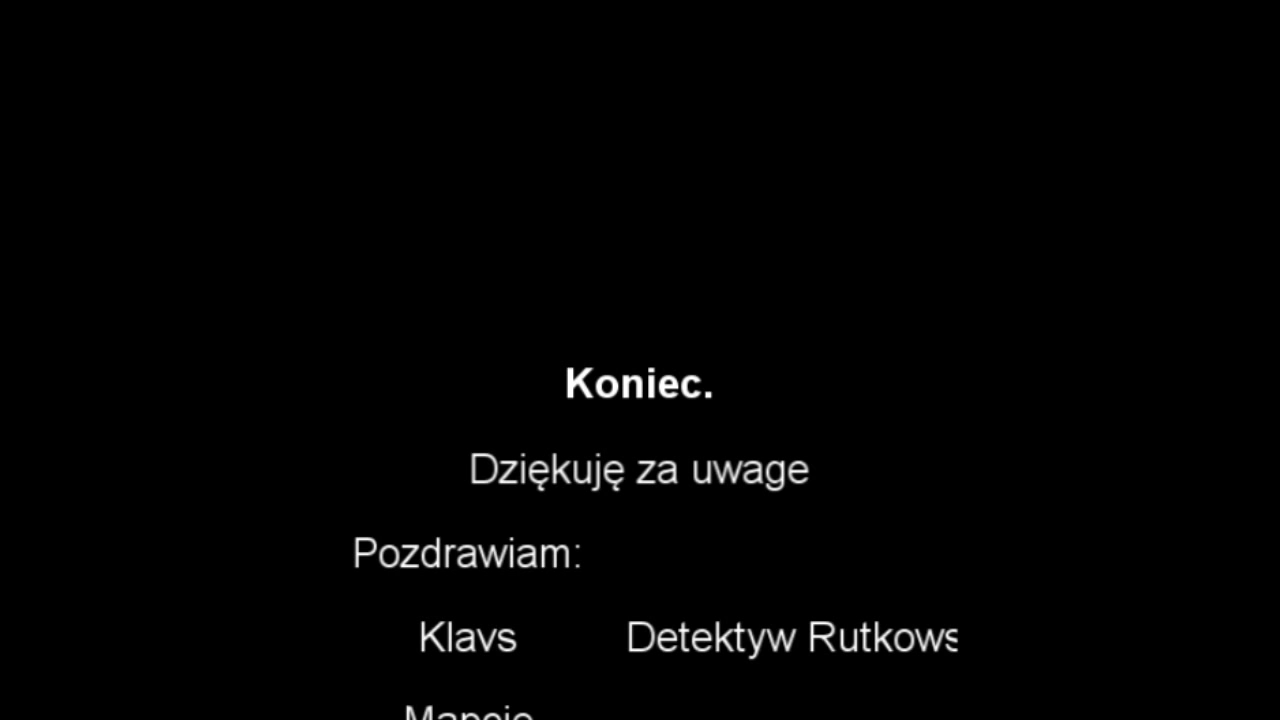 Koniec.
Dziękuję za uwage
Pozdrawiam:
Klavs Detektyw Rutkows